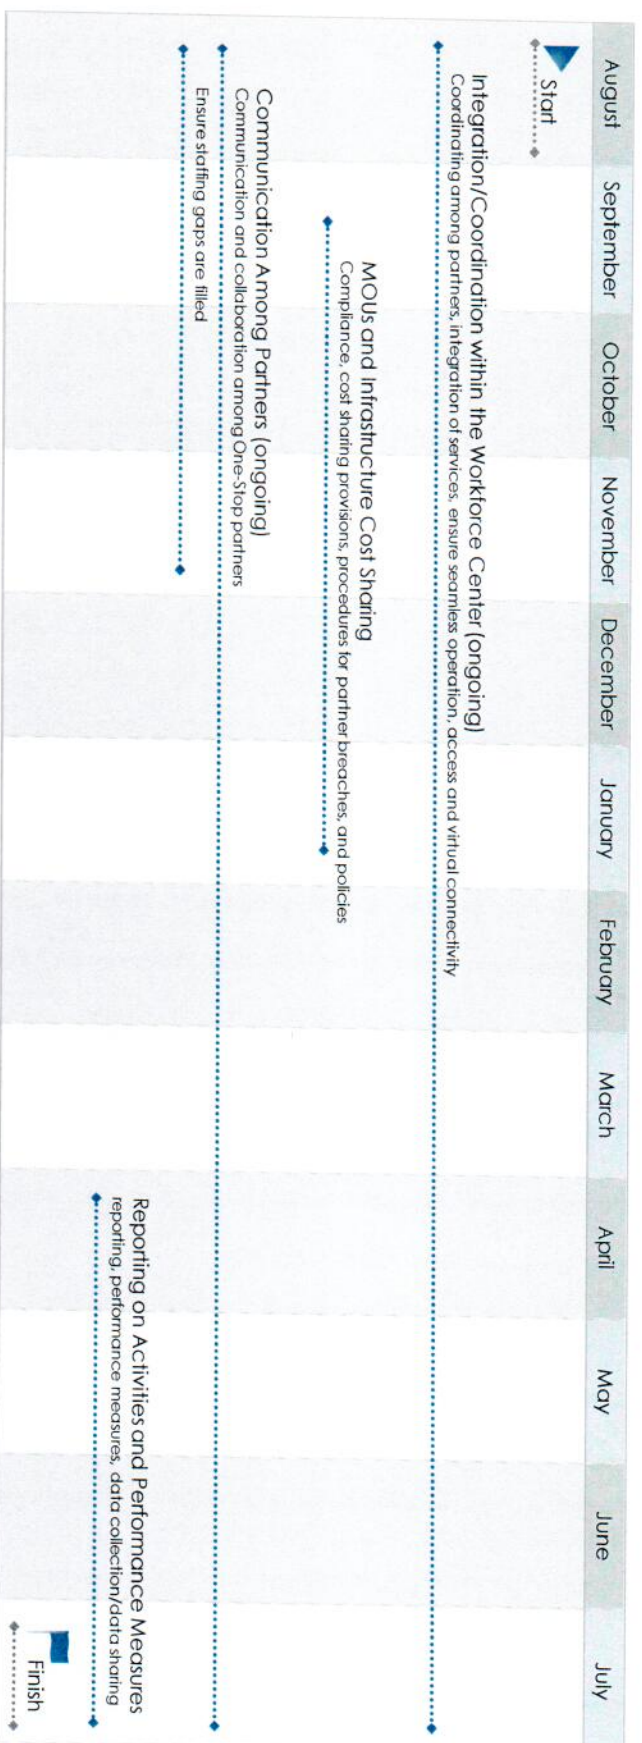 August
September
October
November
December
January
February
March
April
May
June
July
Start
Integration/Coordination within the Workforce Center (ongoing)
Coordinating among partners, integration of services, ensure seamless operation, access and virtual connectivity
MOUs and Infrastructure Cost Sharing
Compliance, cost sharing provisions, procedures for partner breaches, and policies
Communication Among Partners (ongoing)
Communication and collaboration among One-Stop partners
Ensure staffing gaps are filled
Reporting on Activities and Performance Measures
reporting, performance measures, data collection/data sharing
Finish